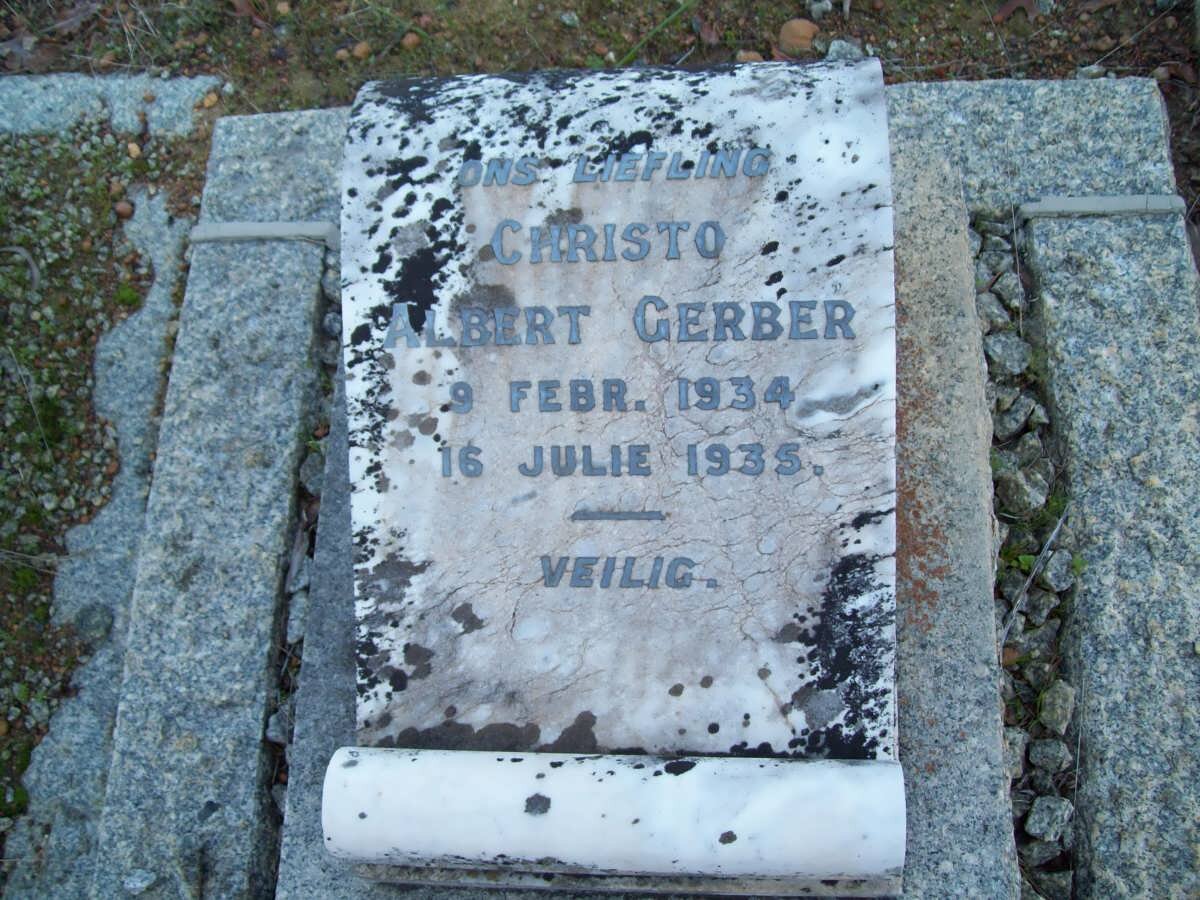 ONS LIEFLING
CHRISTO
ALBERT GERBER
9 FEBR. 1934
16 JULIE 1935.
VEILIG.